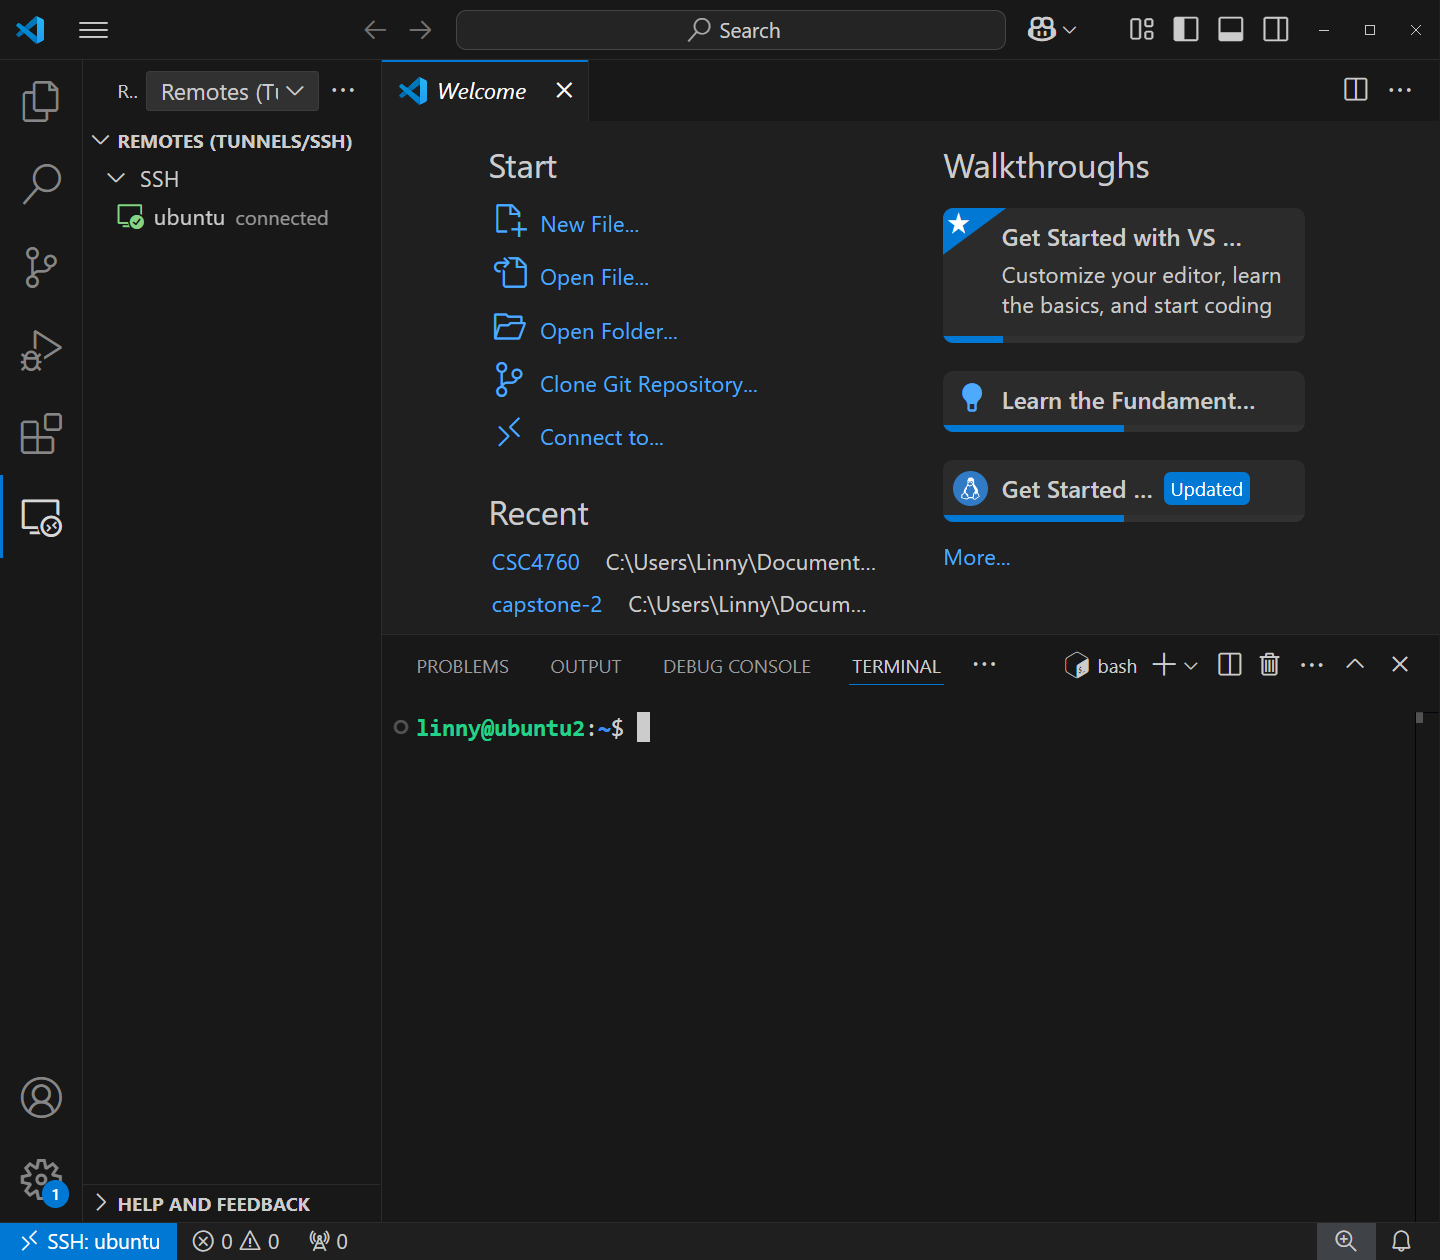 Search
R..
Remotes (Tu
Welcome
REMOTES (TUNNELS/SSH)
SSH
ubuntu connected
Start
New File...
Open File...
Open Folder...
Clone Git Repository...
Connect to...
Recent
CSC4760 C:\Users\Linny\Document...
capstone-2 C:\Users\Linny\Docum...
Walkthroughs
Get Started with VS ...
Customize your editor, learn
the basics, and start coding
Learn the Fundament...
Get Started ... Updated
More...
PROBLEMS OUTPUT DEBUG CONSOLE TERMINAL bash
linny@ubuntu2:~$
1
HELP AND FEEDBACK
SSH: ubuntu 0 0 0